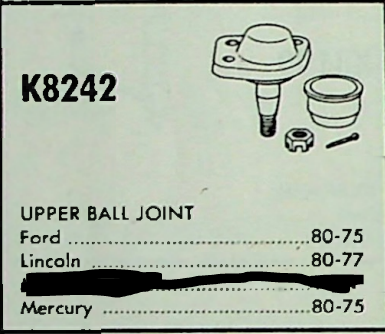 K8242
UPPER BALL JOINT
Ford ........................................ 80-75
Lincoln ................................... 80-77
Mercury ................................. 80-75